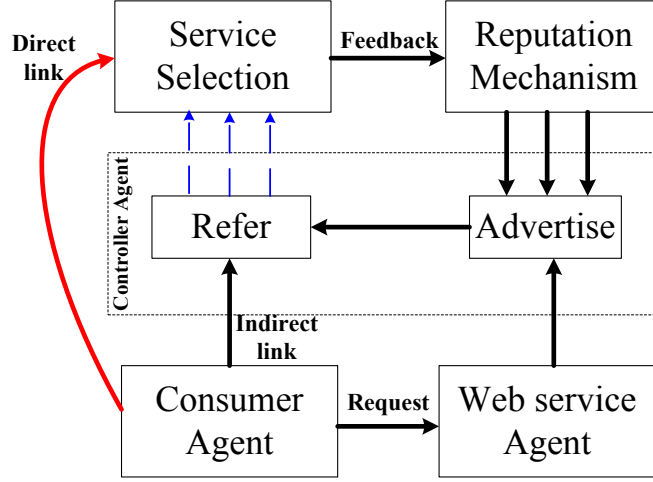 Direct
link
Service
Selection
Feedback
Reputation
Mechanism
Controller Agent
Refer
Advertise
Indirect
link
Consumer
Agent
Request
Web service
Agent